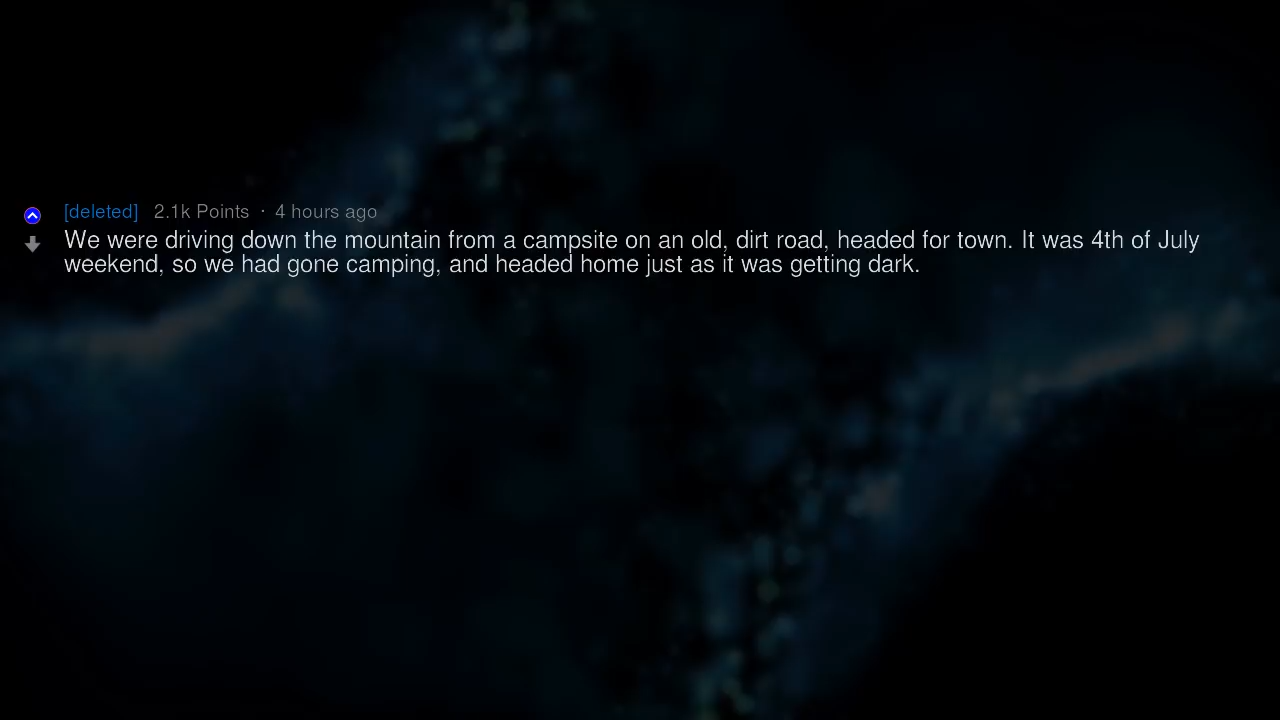 [deleted] 2.1k Points · 4 hours ago
We were driving down the mountain from a campsite on an old, dirt road, headed for town. It was 4th of July
weekend, so we had gone camping, and headed home just as it was getting dark.